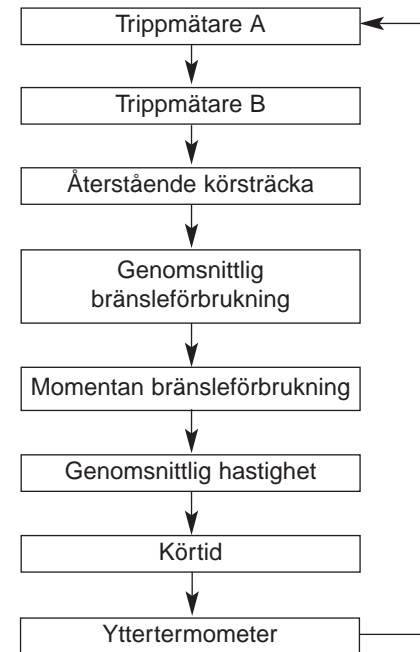 Trippmätare A
Trippmätare B
Återstående körsträcka
Genomsnittlig
bränsleförbrukning
Momentan bränsleförbrukning
Genomsnittlig hastighet
Körtid
Yttertermometer